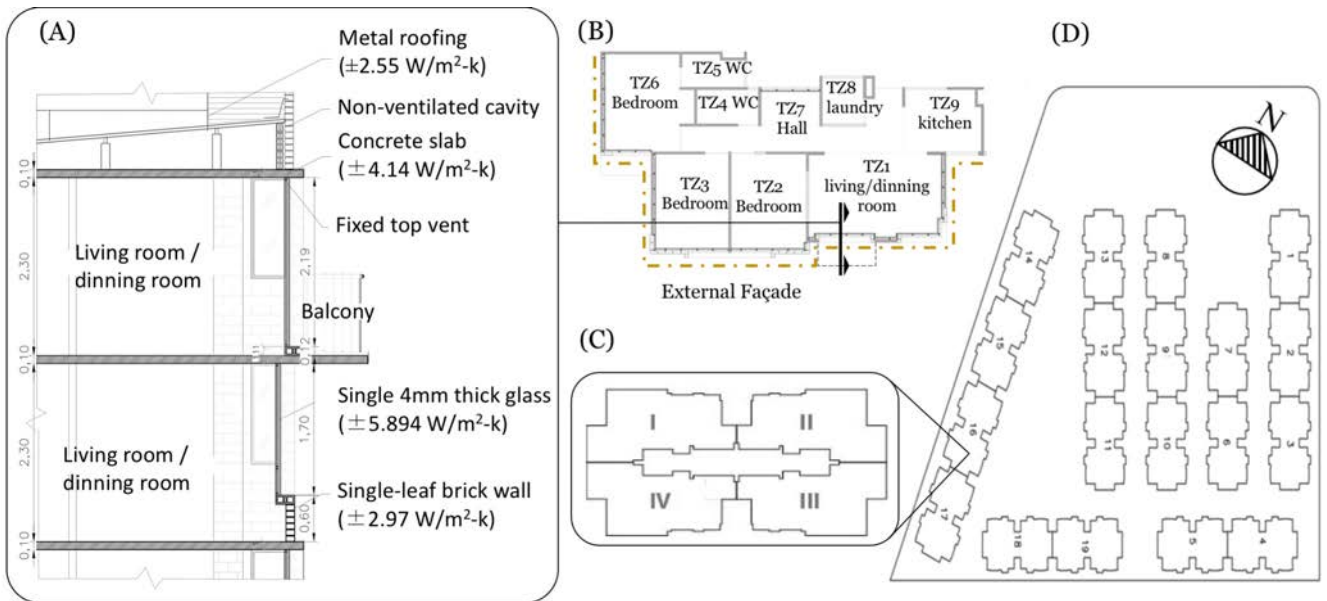 (A)
Metal roofing
(±2.55 W/m²-k)
Non-ventilated cavity
Concrete slab
(±4.14 W/m²-k)
Fixed top vent
Living room /
dinning room
Balcony
Single 4mm thick glass
(±5.894 W/m²-k)
Living room /
dinning room
Single-leaf brick wall
(±2.97 W/m²-k)
0,10
2,30
0,10
2,30
0,10
2,19
0,12
1,70
0,60
(B)
TZ6
Bedroom
TZ5 WC
TZ4 WC
TZ7
Hall
TZ8
laundry
TZ9
kitchen
TZ3
Bedroom
TZ2
Bedroom
TZ1
living/dinning
room
External Façade
(C)
I
II
IV
III
(D)
N
14
13
8
1
15
12
9
7
2
16
11
10
6
3
17
18
19
5
4